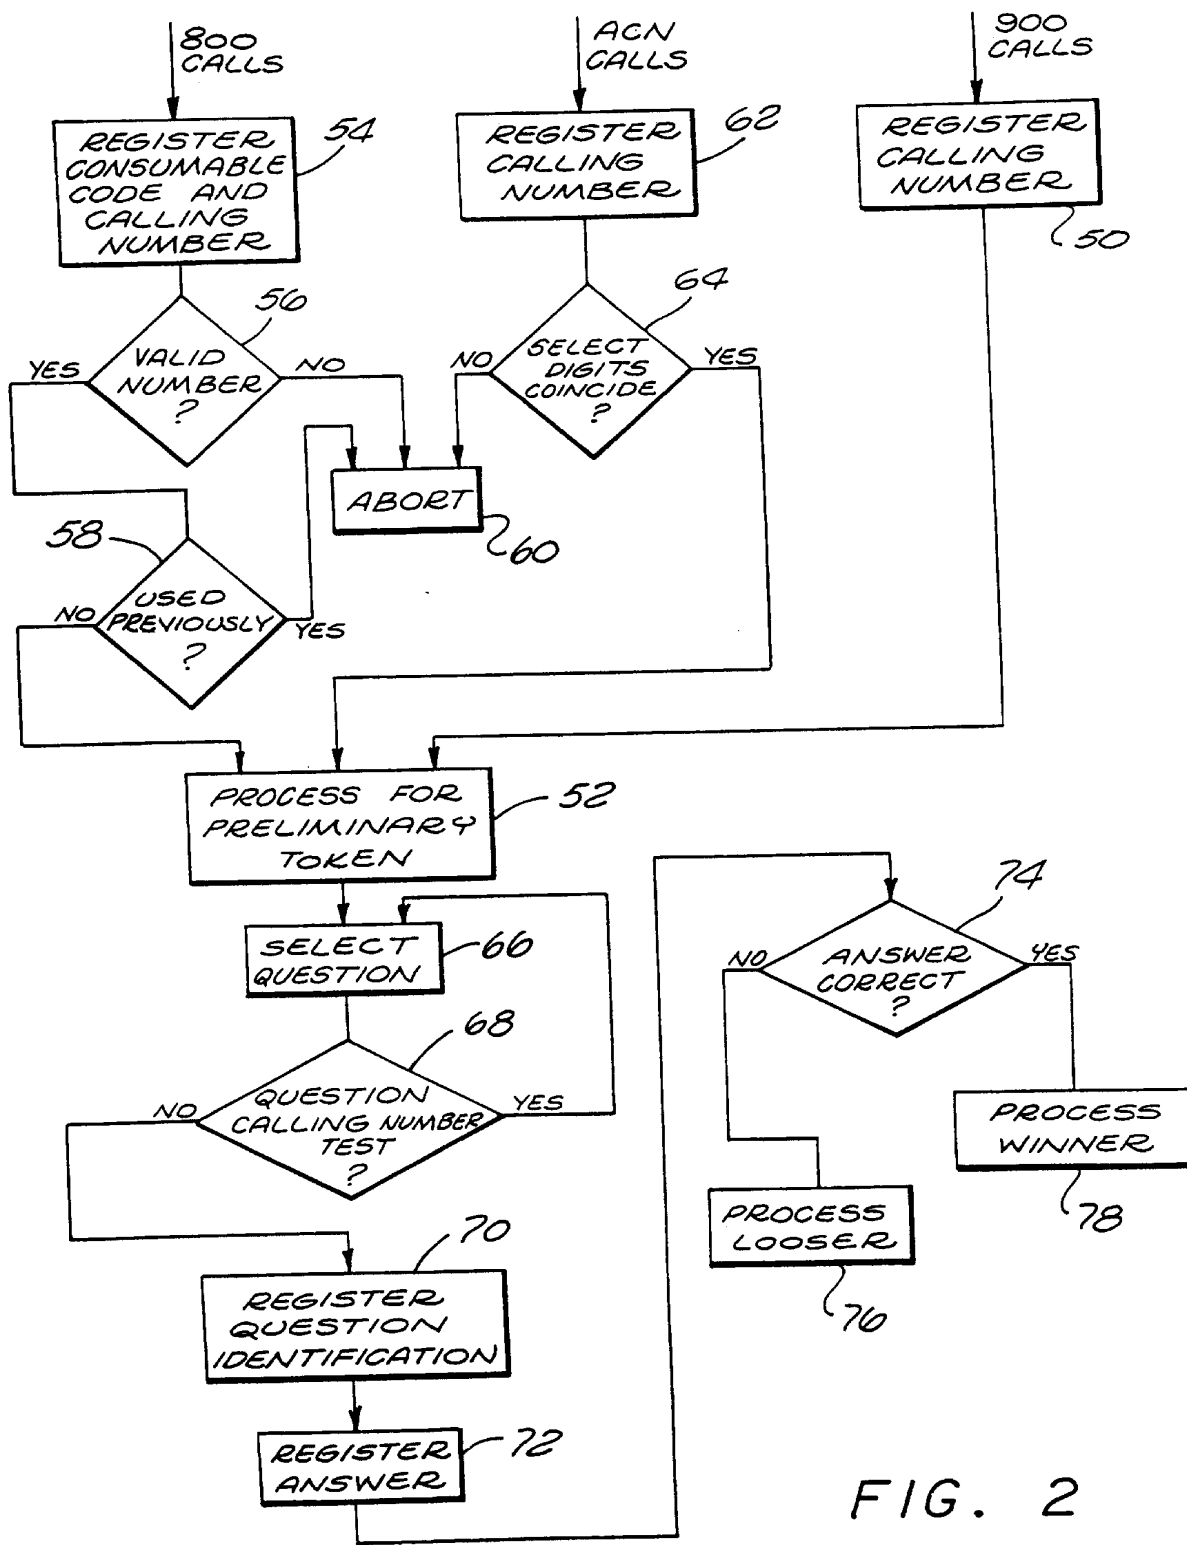 800
CALLS
ACN
CALLS
900
CALLS
REGISTER
CONSUMABLE
CODE AND
CALLING
NUMBER
54
REGISTER
CALLING
NUMBER
62
REGISTER
CALLING
NUMBER
50
VALID
NUMBER
?
56
YES
NO
SELECT
DIGITS
COINCIDE
?
64
NO
YES
ABORT
60
USED
PREVIOUSLY
?
58
NO
YES
PROCESS FOR
PRELIMINARY
TOKEN
52
SELECT
QUESTION
66
QUESTION
CALLING NUMBER
TEST
?
68
NO
YES
REGISTER
QUESTION
IDENTIFICATION
70
REGISTER
ANSWER
72
ANSWER
CORRECT
?
74
NO
YES
PROCESS
WINNER
78
PROCESS
LOOSER
76
FIG. 2